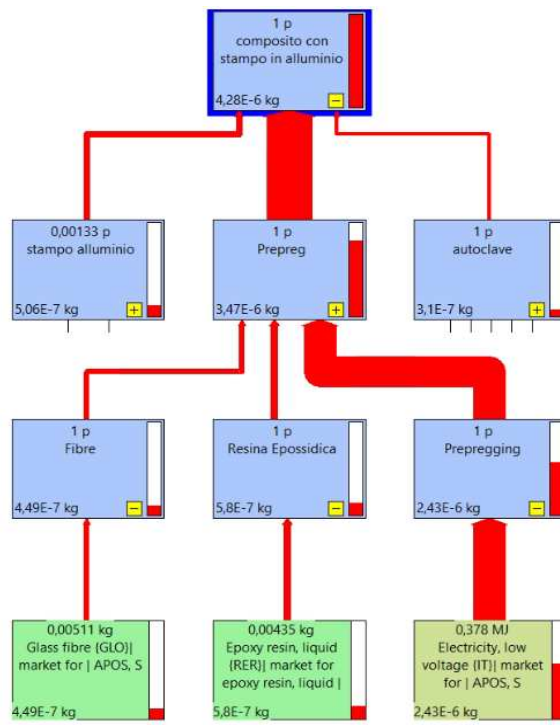 1 p
composito con
stampo in alluminio
4,28E-6 kg
0,00133 p
stampo alluminio
5,06E-7 kg
1 p
Prepreg
3,47E-6 kg
1 p
autoclave
3,1E-7 kg
1 p
Fibre
4,49E-7 kg
1 p
Resina Epossidica
5,8E-7 kg
1 p
Prepregging
2,43E-6 kg
0,00511 kg
Glass fibre {GLO}|
market for | APOS, S
4,49E-7 kg
0,00435 kg
Epoxy resin, liquid
{RER}| market for
epoxy resin, liquid |
5,8E-7 kg
0,378 MJ
Electricity, low
voltage {IT}| market
for | APOS, S
2,43E-6 kg